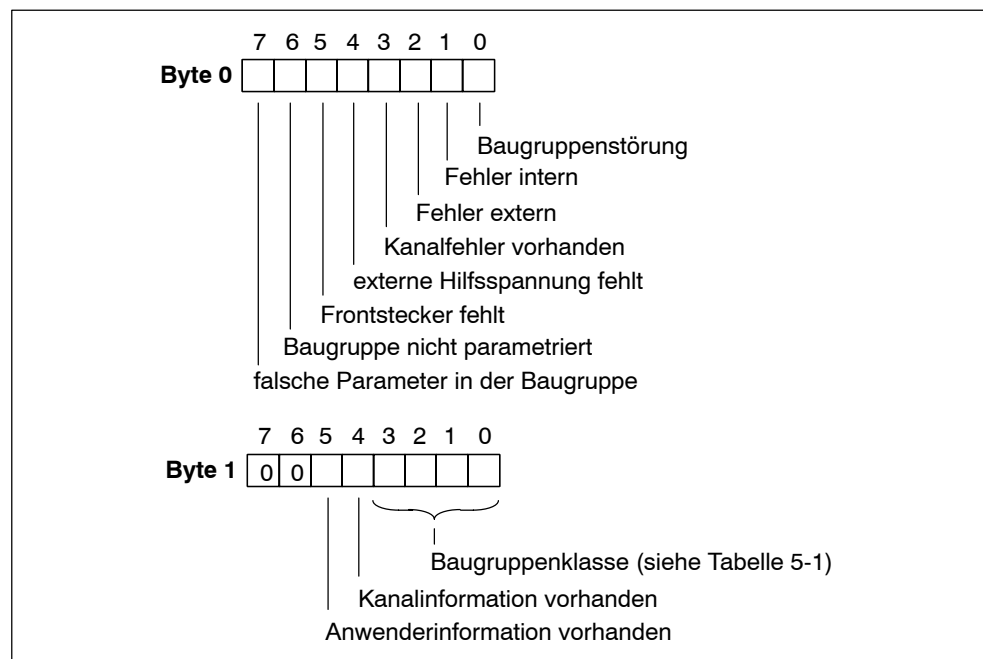 7 6 5 4 3 2 1 0
Byte 0
Baugruppenstörung
Fehler intern
Fehler extern
Kanalfehler vorhanden
externe Hilfsspannung fehlt
Frontstecker fehlt
Baugruppe nicht parametriert
falsche Parameter in der Baugruppe
7 6 5 4 3 2 1 0
Byte 1 0 0
Baugruppenklasse (siehe Tabelle 5-1)
Kanalinformation vorhanden
Anwenderinformation vorhanden